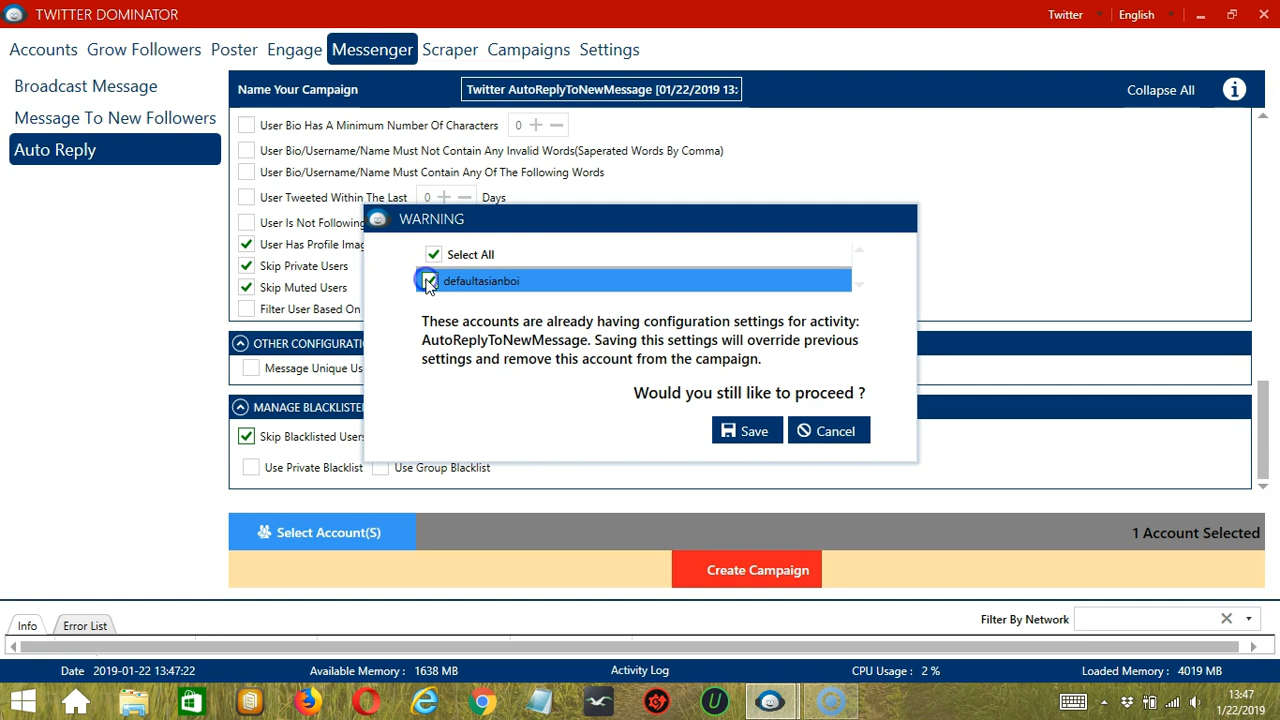 TWITTER DOMINATOR
Twitter English
Accounts Grow Followers Poster Engage Messenger Scraper Campaigns Settings
Broadcast Message
Message To New Followers
Auto Reply
Name Your Campaign Twitter AutoReplyToNewMessage [01/22/2019 13: Collapse All
User Bio Has A Minimum Number Of Characters 0
User Bio/Username/Name Must Not Contain Any Invalid Words(Saperated Words By Comma)
User Bio/Username/Name Must Contain Any Of The Following Words
User Tweeted Within The Last 0 Days
User Is Not Following
User Has Profile Imag
Skip Private Users
Skip Muted Users
Filter User Based On
WARNING
Select All
defaultasianboi
These accounts are already having configuration settings for activity:
AutoReplyToNewMessage. Saving this settings will override previous
settings and remove this account from the campaign.
Would you still like to proceed ?
Save Cancel
OTHER CONFIGURATI
Message Unique Us
MANAGE BLACKLISTE
Skip Blacklisted Users
Use Private Blacklist Use Group Blacklist
Select Account(S) 1 Account Selected
Create Campaign
Info Error List Filter By Network
Date 2019-01-22 13:47:22 Available Memory : 1638 MB Activity Log CPU Usage : 2 % Loaded Memory : 4019 MB
13:47
1/22/2019